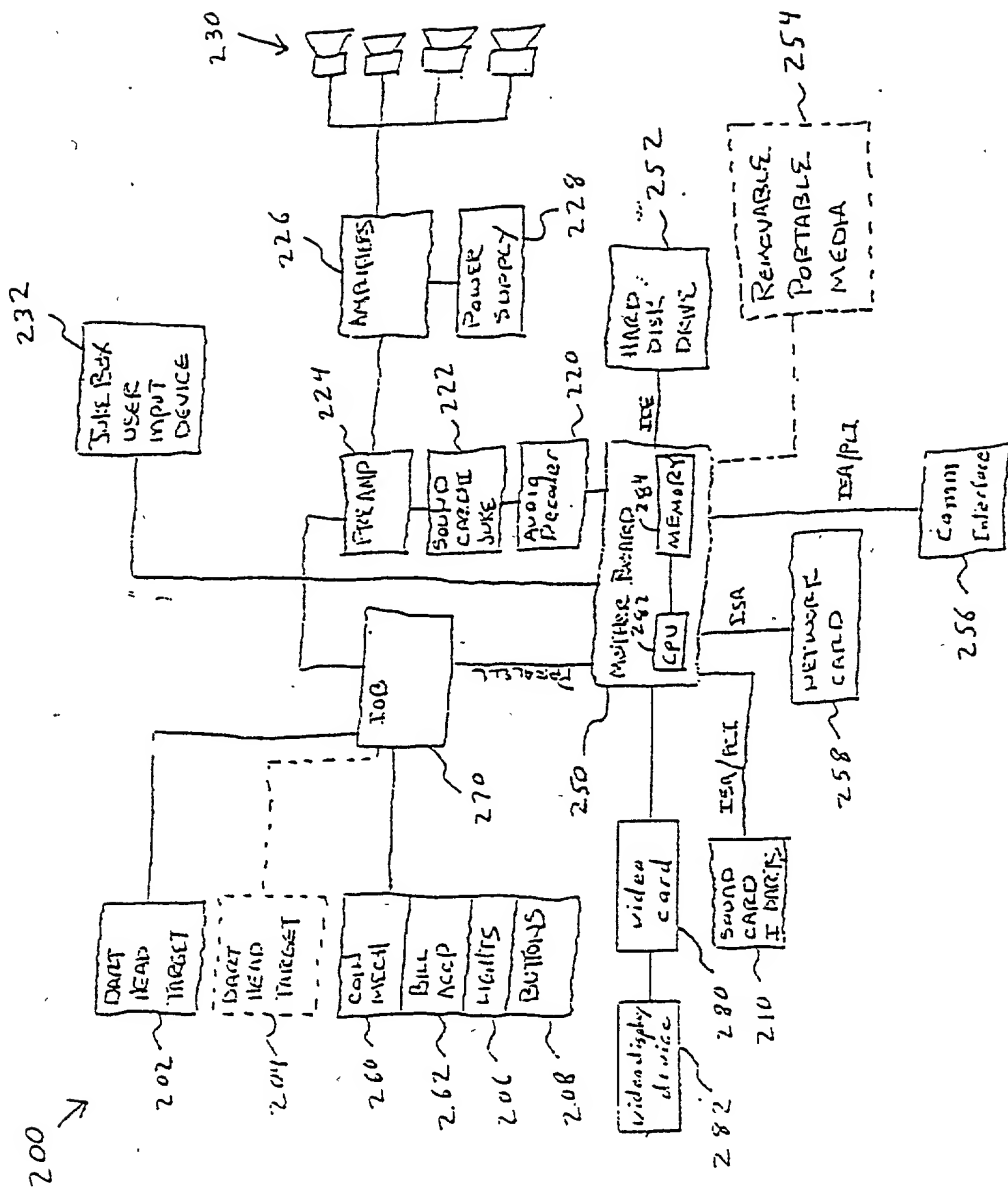 200
202
DART
HEAD
TARGET
204
DART
HEAD
TARGET
260
COIN
MECH
262
BILL
ACCP
206
LIGHTS
208
BUTTONS
270
IOB
PARALELL
232
JUKE BOX
USER
INPUT
DEVICE
224
PREAMP
222
SOUND
CARD II
JUKE
220
Audio
Decoder
226
AMPLIFIERS
228
POWER
SUPPLY
230
250
MOTHER BOARD
282
CPU
284
MEMORY
IDE
252
HARD
DISK
DRIVE
254
REMOVABLE
PORTABLE
MEDIA
280
video
card
282
video display
device
210
SOUND
CARD
I DARTS
ISA/PCI
ISA
258
NETWORK
CARD
ISA/PCI
256
Comm
Interface